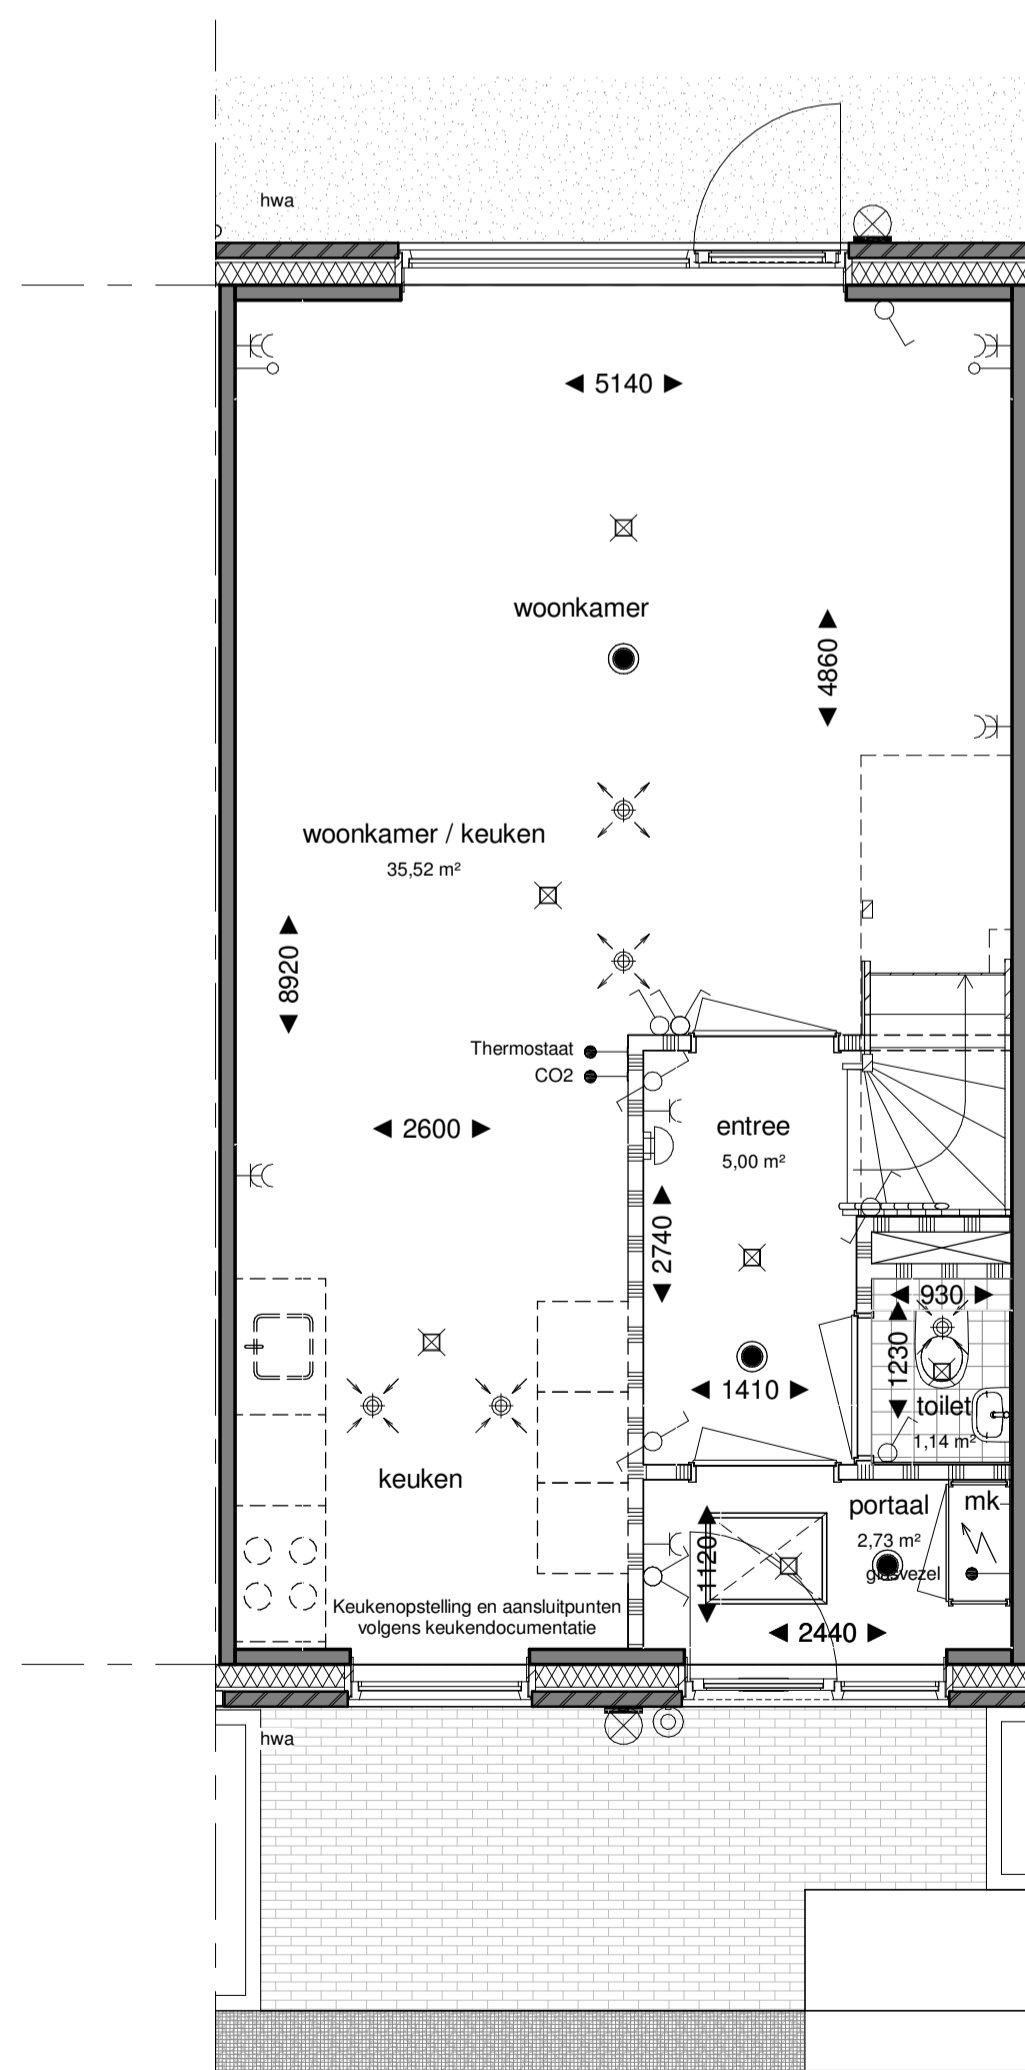 hwa
5140
woonkamer
4860
woonkamer / keuken
35,52 m²
8920
Thermostaat
CO2
2600
entree
5,00 m²
2740
930
1230
1410
toilet
1,14 m²
keuken
portaal
mk
2,73 m²
glasvezel
1120
Keukenopstelling en aansluitpunten
volgens keukendocumentatie
2440
hwa